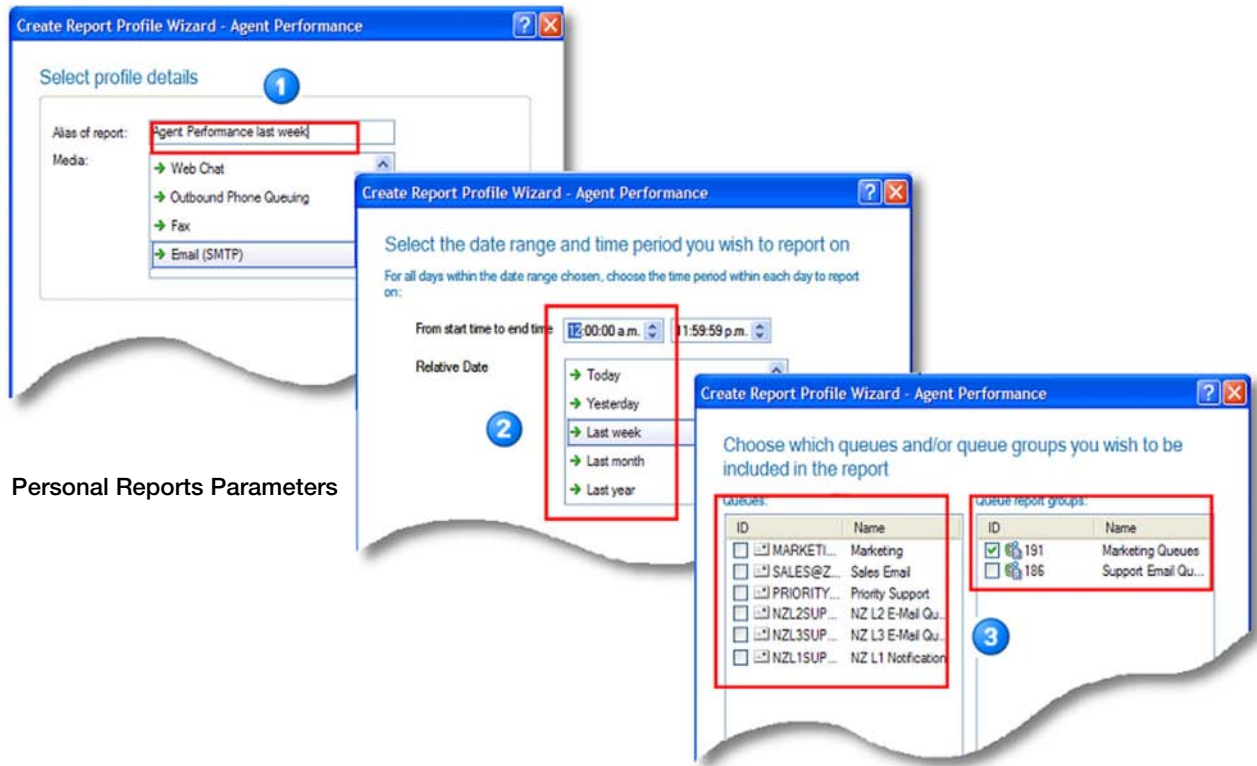 Create Report Profile Wizard - Agent Performance
Select profile details
1
Alias of report: Agent Performance last week
Media:
Web Chat
Outbound Phone Queuing
Fax
Email (SMTP)
Create Report Profile Wizard - Agent Performance
Select the date range and time period you wish to report on
For all days within the date range chosen, choose the time period within each day to report
on:
From start time to end time 12:00:00 a.m. 11:59:59 p.m.
Relative Date
Today
Yesterday
2
Last week
Last month
Last year
Personal Reports Parameters
Create Report Profile Wizard - Agent Performance
Choose which queues and/or queue groups you wish to be
included in the report
Queues:
ID Name
MARKETI... Marketing
SALES@Z... Sales Email
PRIORITY... Priority Support
NZL2SUP... NZ L2 E-Mail Qu...
NZL3SUP... NZ L3 E-Mail Qu...
NZL1SUP... NZ L1 Notification
Queue report groups:
ID Name
191 Marketing Queues
186 Support Email Qu...
3